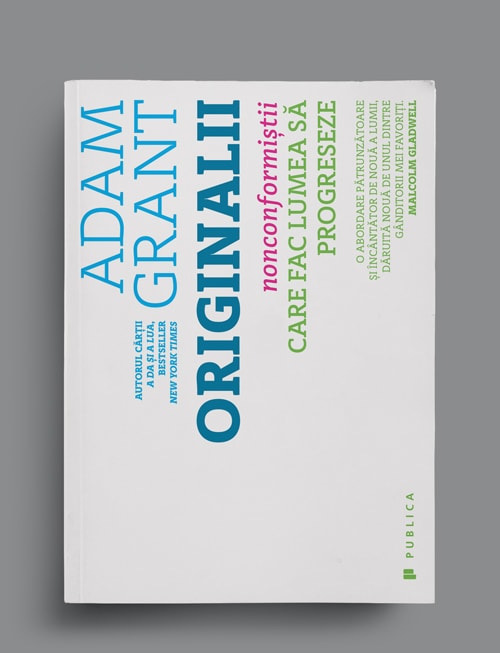 ADAM
GRANT
AUTORUL CĂRȚII
A DA ȘI A LUA,
BESTSELLER
NEW YORK TIMES
ORIGINALII
nonconformiștii
CARE FAC LUMEA SĂ
PROGRESEZE
O ABORDARE PĂTRUNZĂTOARE
ȘI ÎNCÂNTĂTOR DE NOUĂ A LUMII,
DĂRUITĂ NOUĂ DE UNUL DINTRE
GÂNDITORII MEI FAVORIȚI.
MALCOLM GLADWELL
PUBLICA